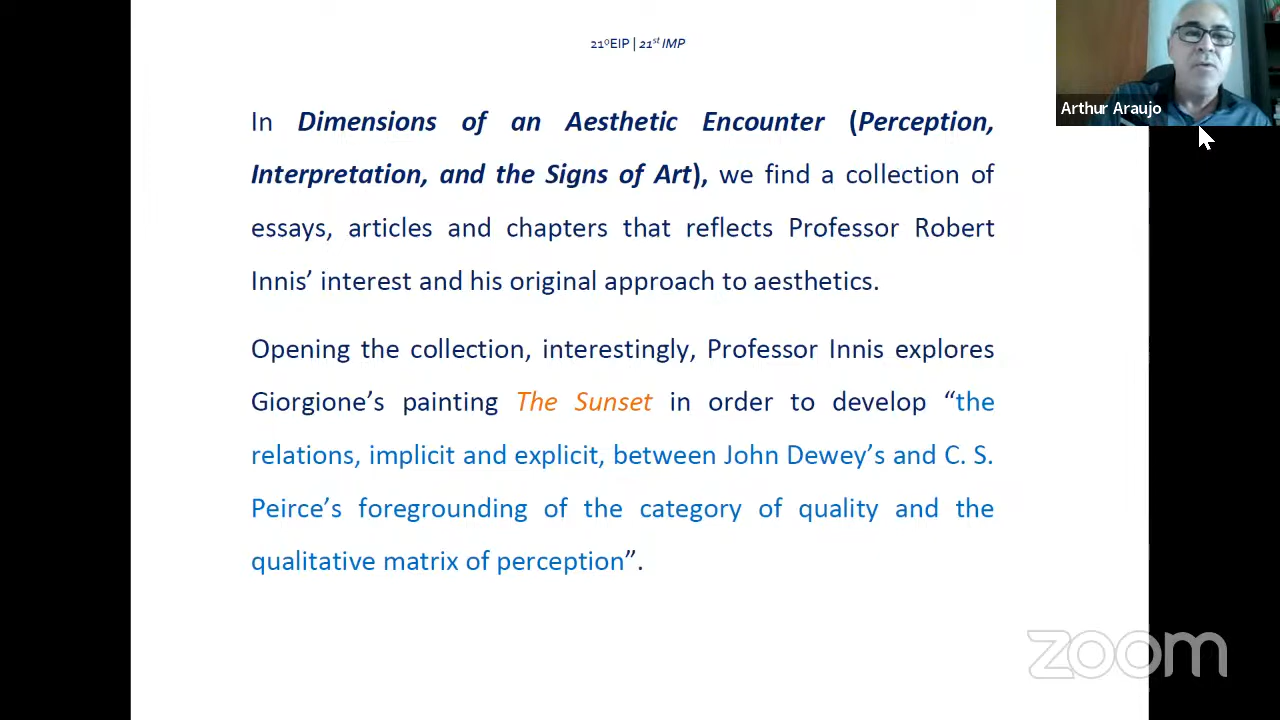 21ºEIP | 21st IMP
Arthur Araujo
In Dimensions of an Aesthetic Encounter (Perception,
Interpretation, and the Signs of Art), we find a collection of
essays, articles and chapters that reflects Professor Robert
Innis’ interest and his original approach to aesthetics.
Opening the collection, interestingly, Professor Innis explores
Giorgione’s painting The Sunset in order to develop “the
relations, implicit and explicit, between John Dewey’s and C. S.
Peirce’s foregrounding of the category of quality and the
qualitative matrix of perception”.
zoom